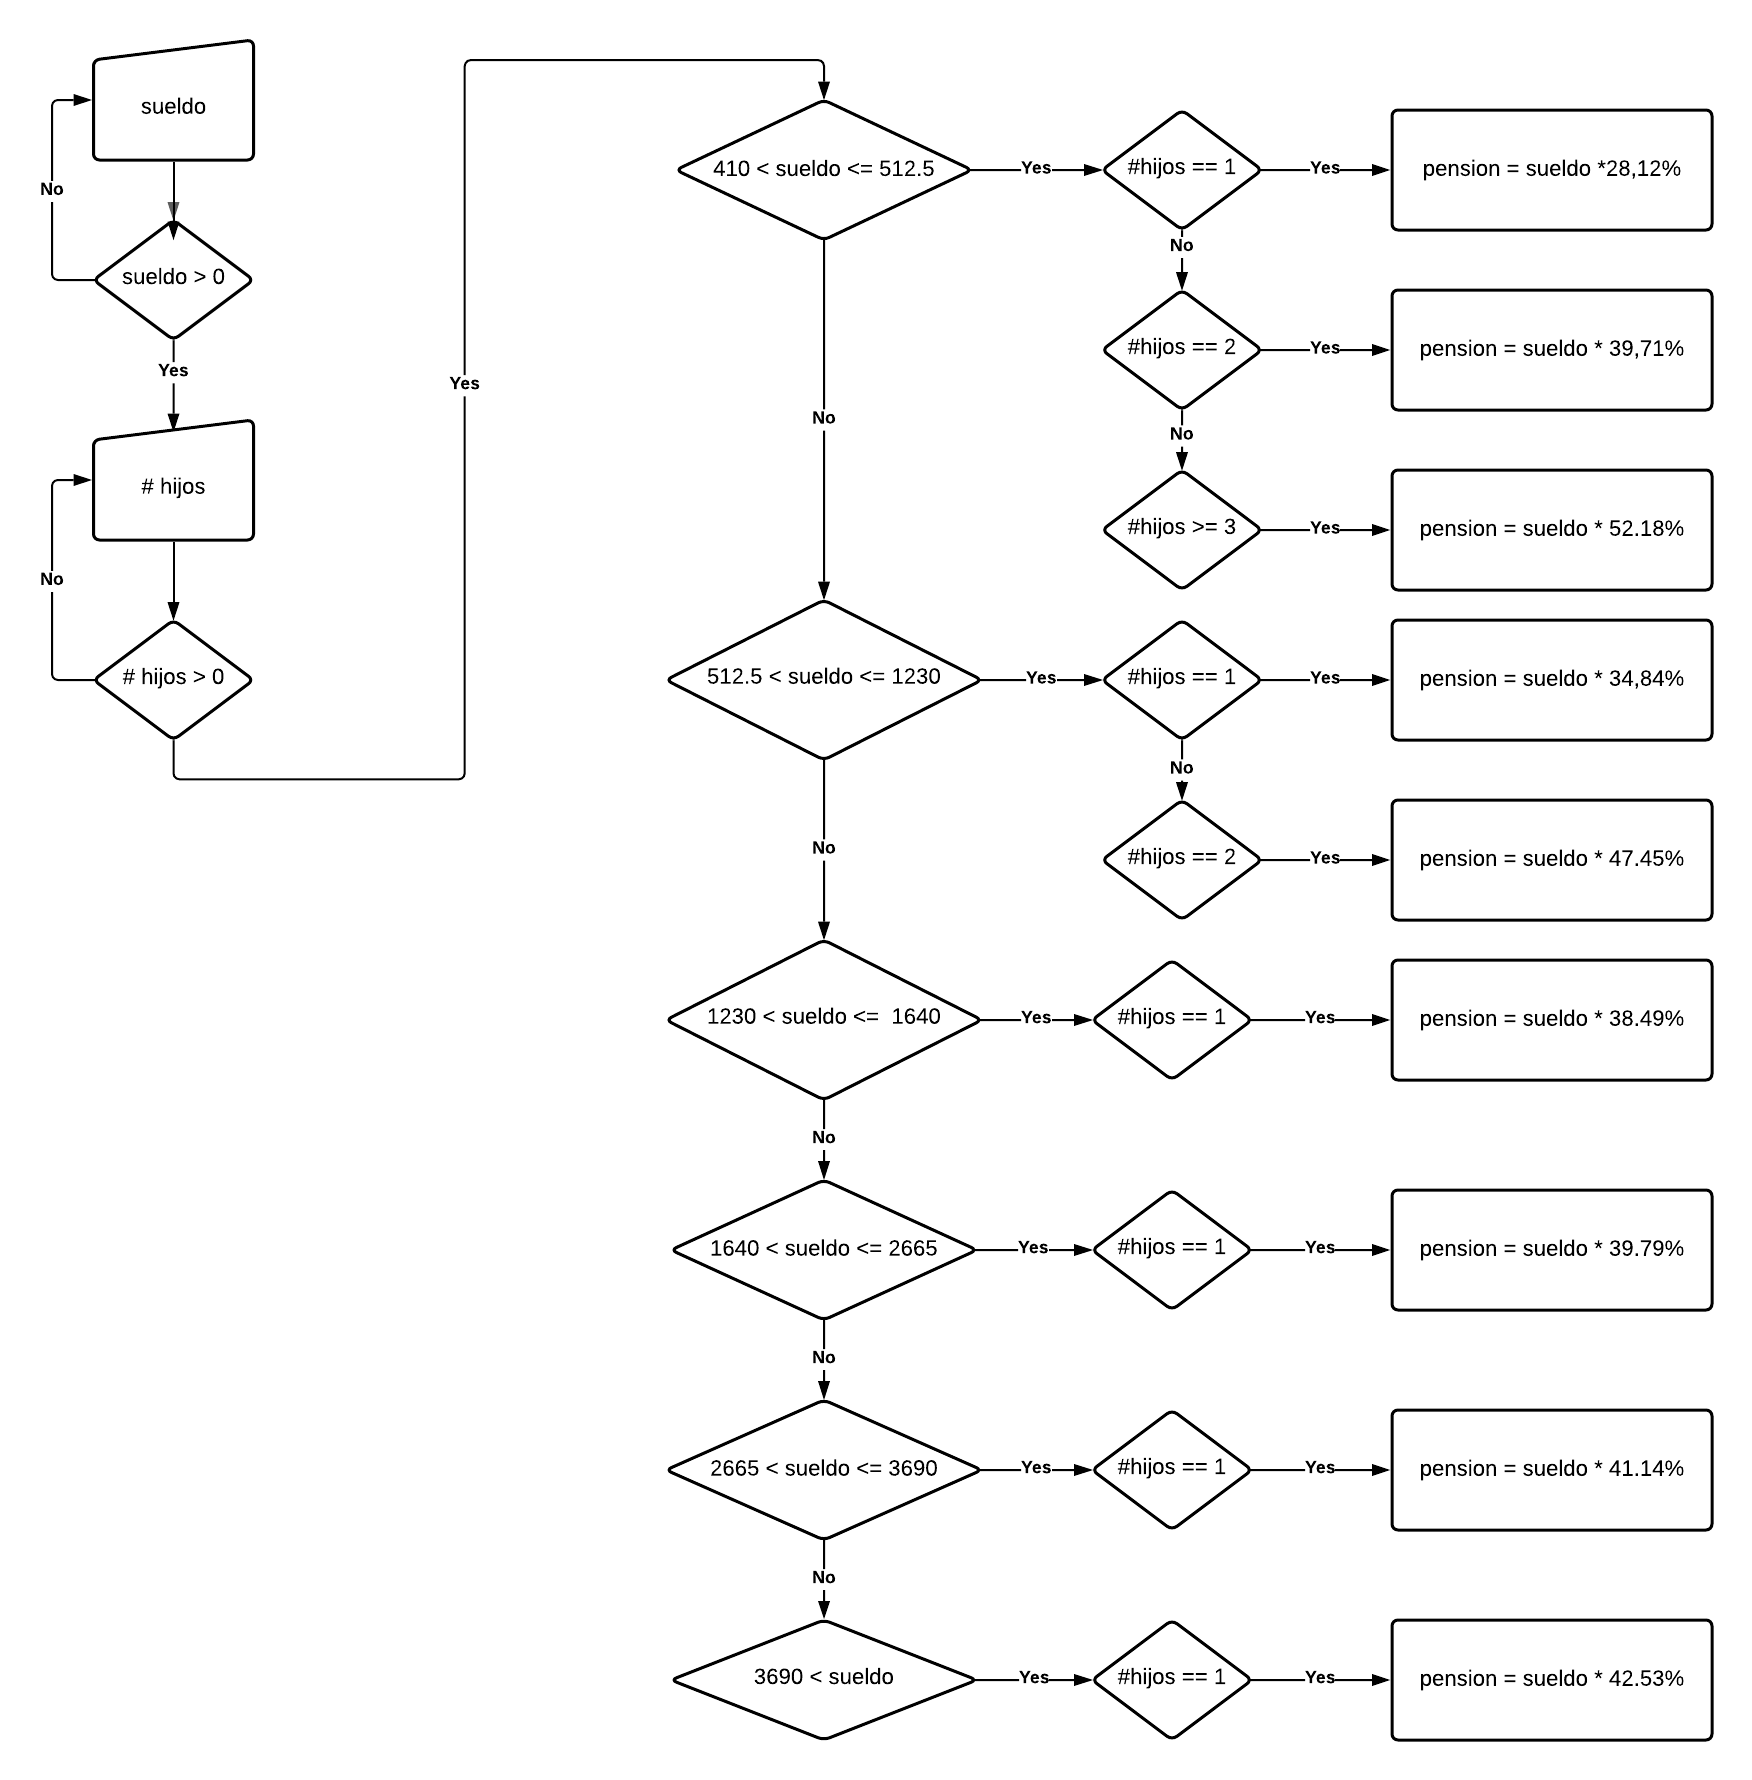 sueldo
No
sueldo > 0
Yes
# hijos
No
# hijos > 0
Yes
410 < sueldo <= 512.5
Yes
#hijos == 1
Yes
pension = sueldo *28,12%
No
#hijos == 2
Yes
pension = sueldo * 39,71%
No
#hijos >= 3
Yes
pension = sueldo * 52.18%
No
512.5 < sueldo <= 1230
Yes
#hijos == 1
Yes
pension = sueldo * 34,84%
No
#hijos == 2
Yes
pension = sueldo * 47.45%
No
1230 < sueldo <=  1640
Yes
#hijos == 1
Yes
pension = sueldo * 38.49%
No
1640 < sueldo <= 2665
Yes
#hijos == 1
Yes
pension = sueldo * 39.79%
No
2665 < sueldo <= 3690
Yes
#hijos == 1
Yes
pension = sueldo * 41.14%
No
3690 < sueldo
Yes
#hijos == 1
Yes
pension = sueldo * 42.53%